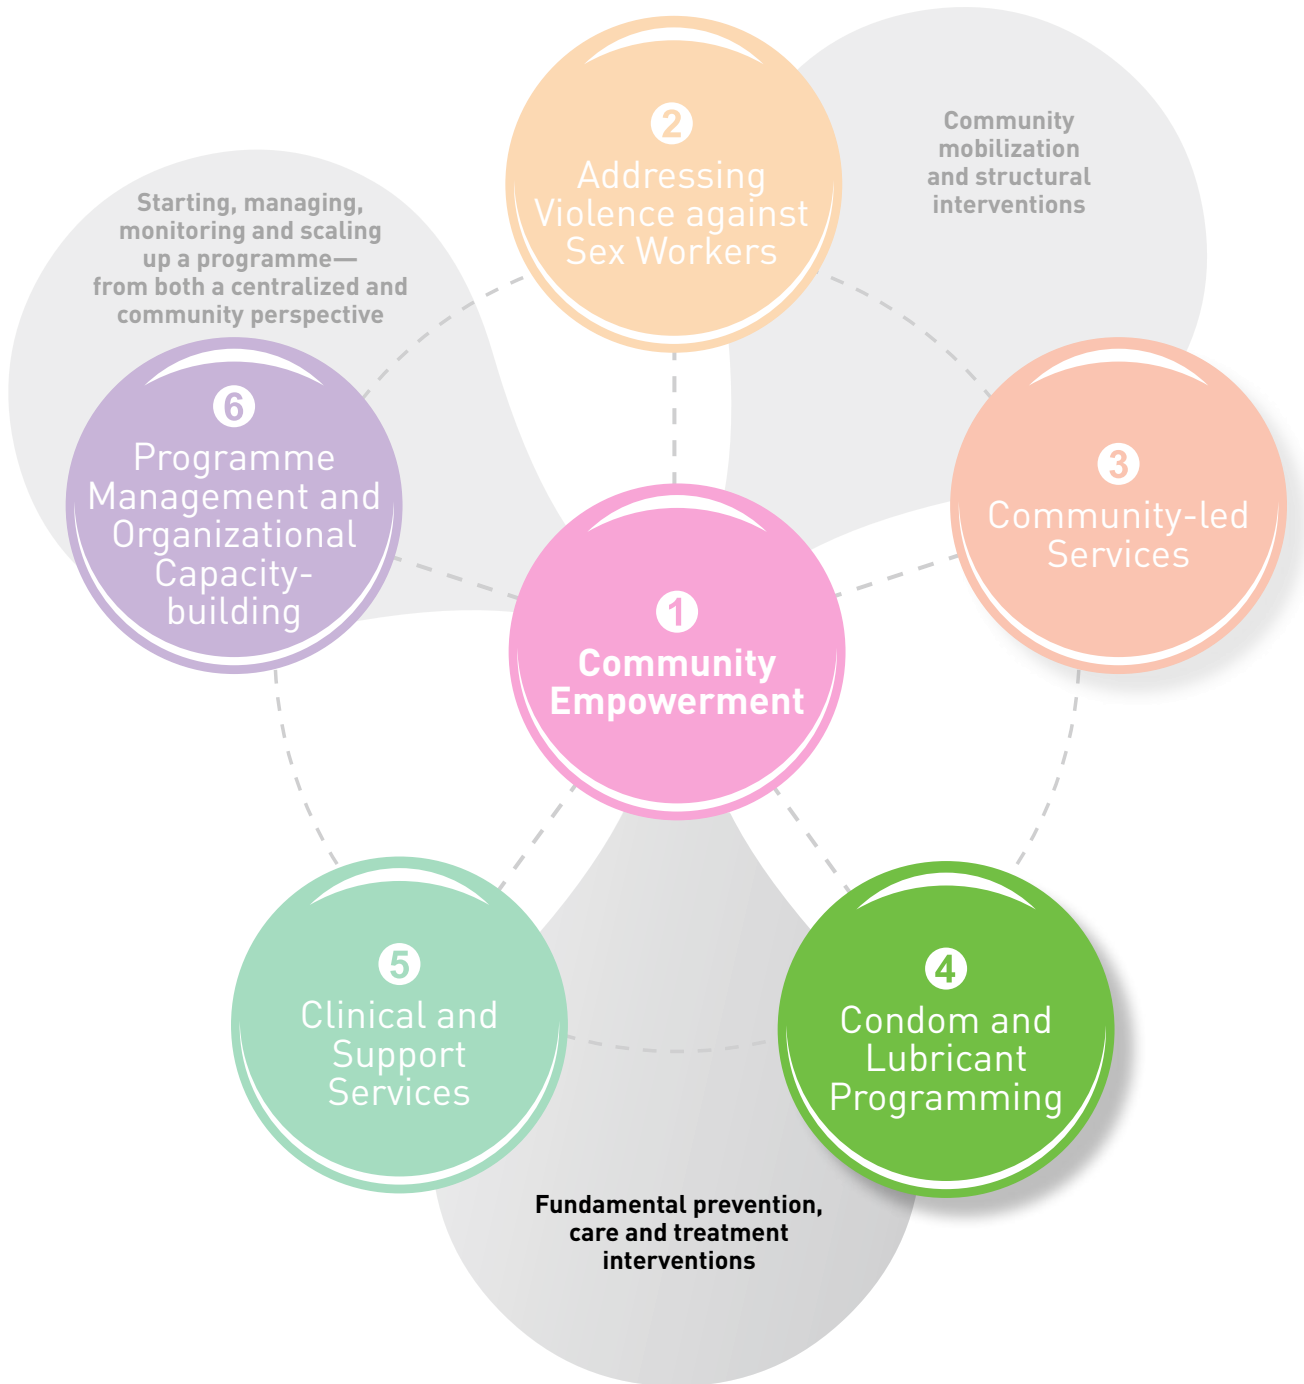 2
Addressing
Violence against
Sex Workers
Community
mobilization
and structural
interventions
Starting, managing,
monitoring and scaling
up a programme—
from both a centralized and
community perspective
6
Programme
Management and
Organizational
Capacity-
building
3
Community-led
Services
1
Community
Empowerment
5
Clinical and
Support
Services
4
Condom and
Lubricant
Programming
Fundamental prevention,
care and treatment
interventions